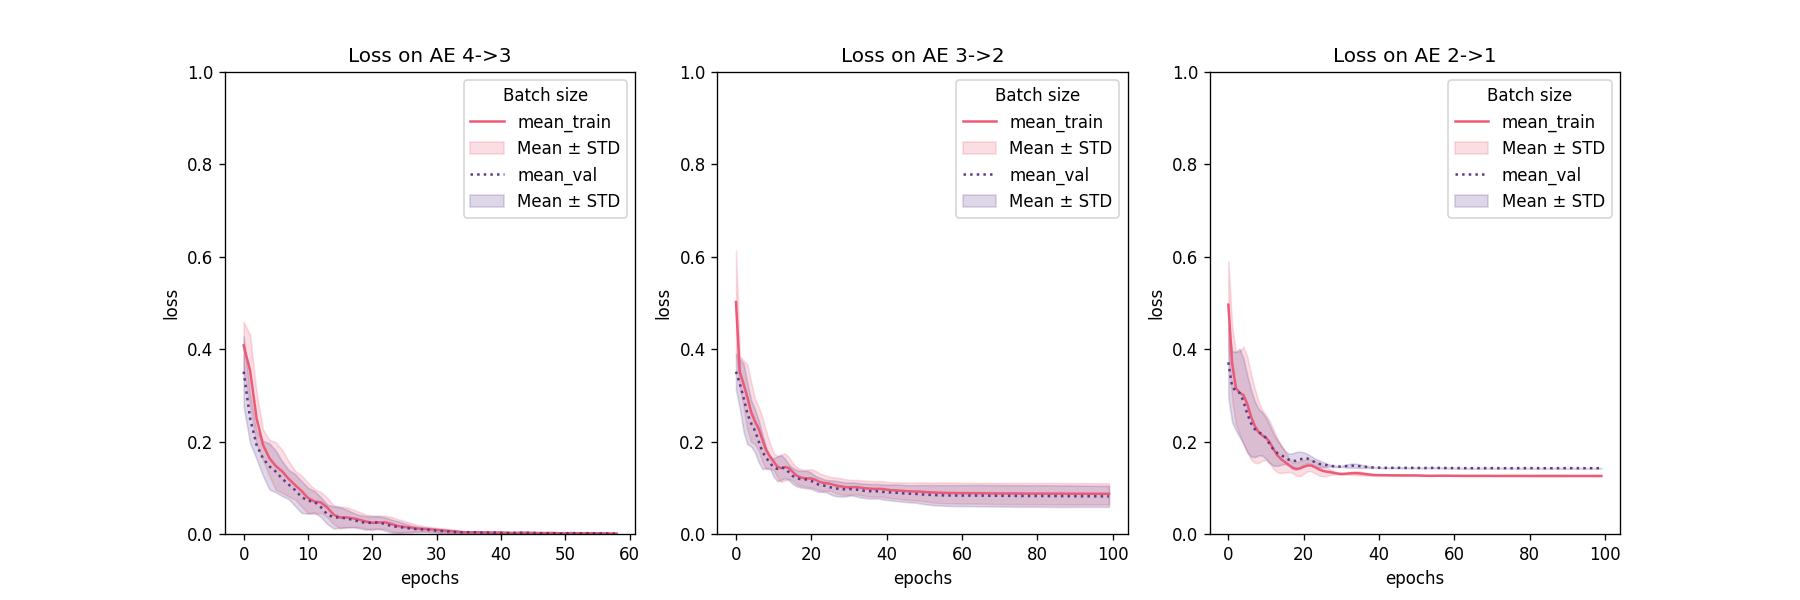 Loss on AE 4->3
1.0
0.8
0.6
0.4
0.2
0.0
loss
0
10
20
30
40
50
60
epochs
Batch size
mean_train
Mean ± STD
mean_val
Mean ± STD
Loss on AE 3->2
1.0
0.8
0.6
0.4
0.2
0.0
loss
0
20
40
60
80
100
epochs
Batch size
mean_train
Mean ± STD
mean_val
Mean ± STD
Loss on AE 2->1
1.0
0.8
0.6
0.4
0.2
0.0
loss
0
20
40
60
80
100
epochs
Batch size
mean_train
Mean ± STD
mean_val
Mean ± STD